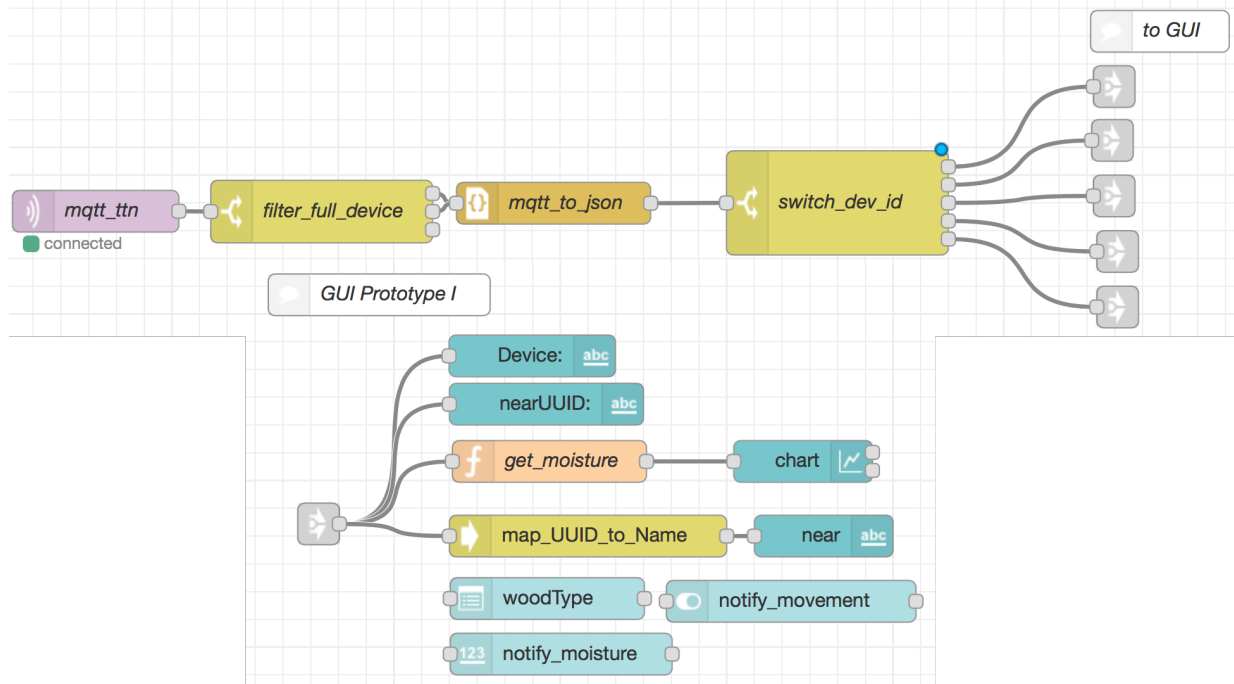 to GUI
mqtt_ttn
filter_full_device
{} mqtt_to_json
switch_dev_id
connected
GUI Prototype I
Device: abc
nearUUID: abc
f get_moisture
chart
map_UUID_to_Name
near abc
woodType
notify_movement
123 notify_moisture